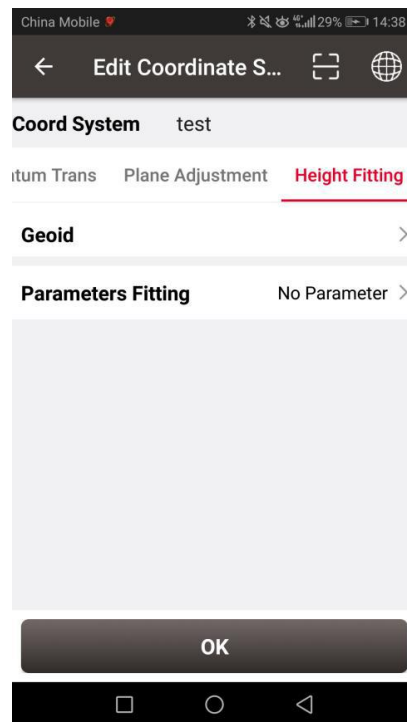 China Mobile 29% 14:38
Edit Coordinate S...
Coord System test
tum Trans Plane Adjustment Height Fitting
Geoid
Parameters Fitting No Parameter
OK